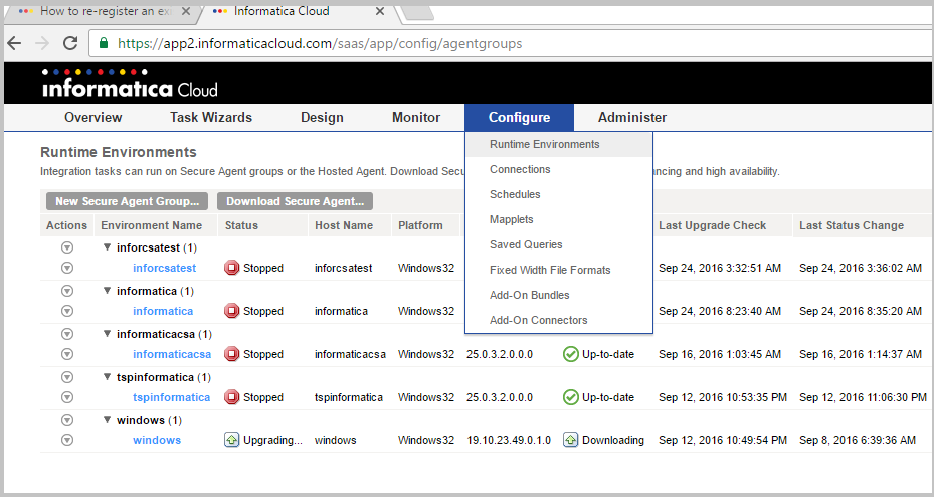 How to re-register an exi
Informatica Cloud
https://app2.informaticacloud.com/saas/app/config/agentgroups
informatica Cloud
Overview Task Wizards Design Monitor Configure Administer
Runtime Environments
Connections
Schedules
Mapplets
Saved Queries
Fixed Width File Formats
Add-On Bundles
Add-On Connectors
Runtime Environments
Integration tasks can run on Secure Agent groups or the Hosted Agent. Download Secu ncing and high availability.
New Secure Agent Group... Download Secure Agent...
Actions Environment Name Status Host Name Platform Last Upgrade Check Last Status Change
inforcsatest (1)
inforcsatest Stopped inforcsatest Windows32 Sep 24, 2016 3:32:51 AM Sep 24, 2016 3:36:02 AM
informatica (1)
informatica Stopped informatica Windows32 Sep 24, 2016 8:23:40 AM Sep 24, 2016 8:35:20 AM
informaticacsa (1)
informaticacsa Stopped informaticacsa Windows32 25.0.3.2.0.0.0 Up-to-date Sep 16, 2016 1:03:45 AM Sep 16, 2016 1:14:37 AM
tspinformatica (1)
tspinformatica Stopped tspinformatica Windows32 25.0.3.2.0.0.0 Up-to-date Sep 12, 2016 10:53:35 PM Sep 12, 2016 11:06:30 PM
windows (1)
windows Upgrading... windows Windows32 19.10.23.49.0.1.0 Downloading Sep 12, 2016 10:49:54 PM Sep 8, 2016 6:39:36 AM